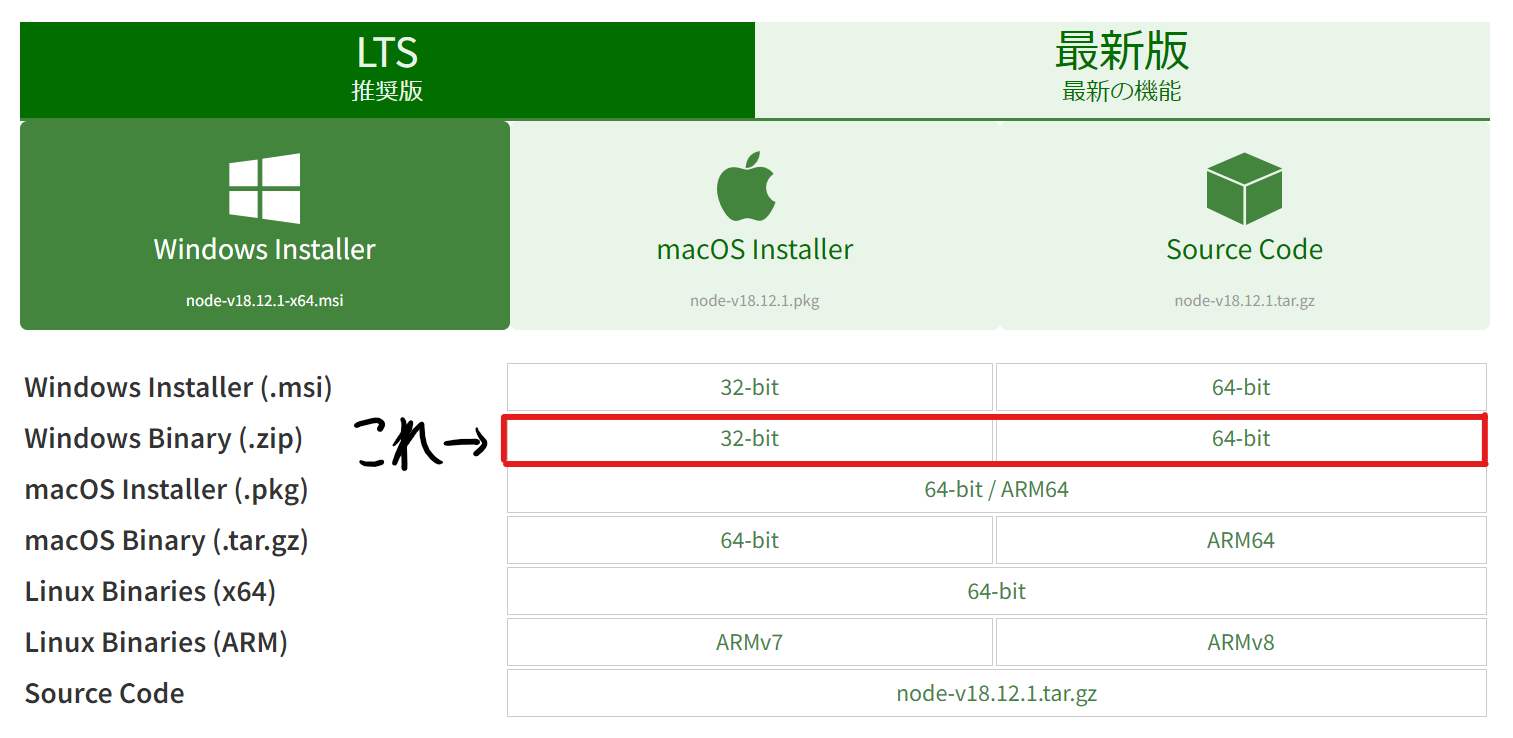 LTS
推奨版
最新版
最新の機能
Windows Installer
node-v18.12.1-x64.msi
macOS Installer
node-v18.12.1.pkg
Source Code
node-v18.12.1.tar.gz
Windows Installer (.msi) 32-bit 64-bit
Windows Binary (.zip) これ→ 32-bit 64-bit
macOS Installer (.pkg) 64-bit / ARM64
macOS Binary (.tar.gz) 64-bit ARM64
Linux Binaries (x64) 64-bit
Linux Binaries (ARM) ARMv7 ARMv8
Source Code node-v18.12.1.tar.gz